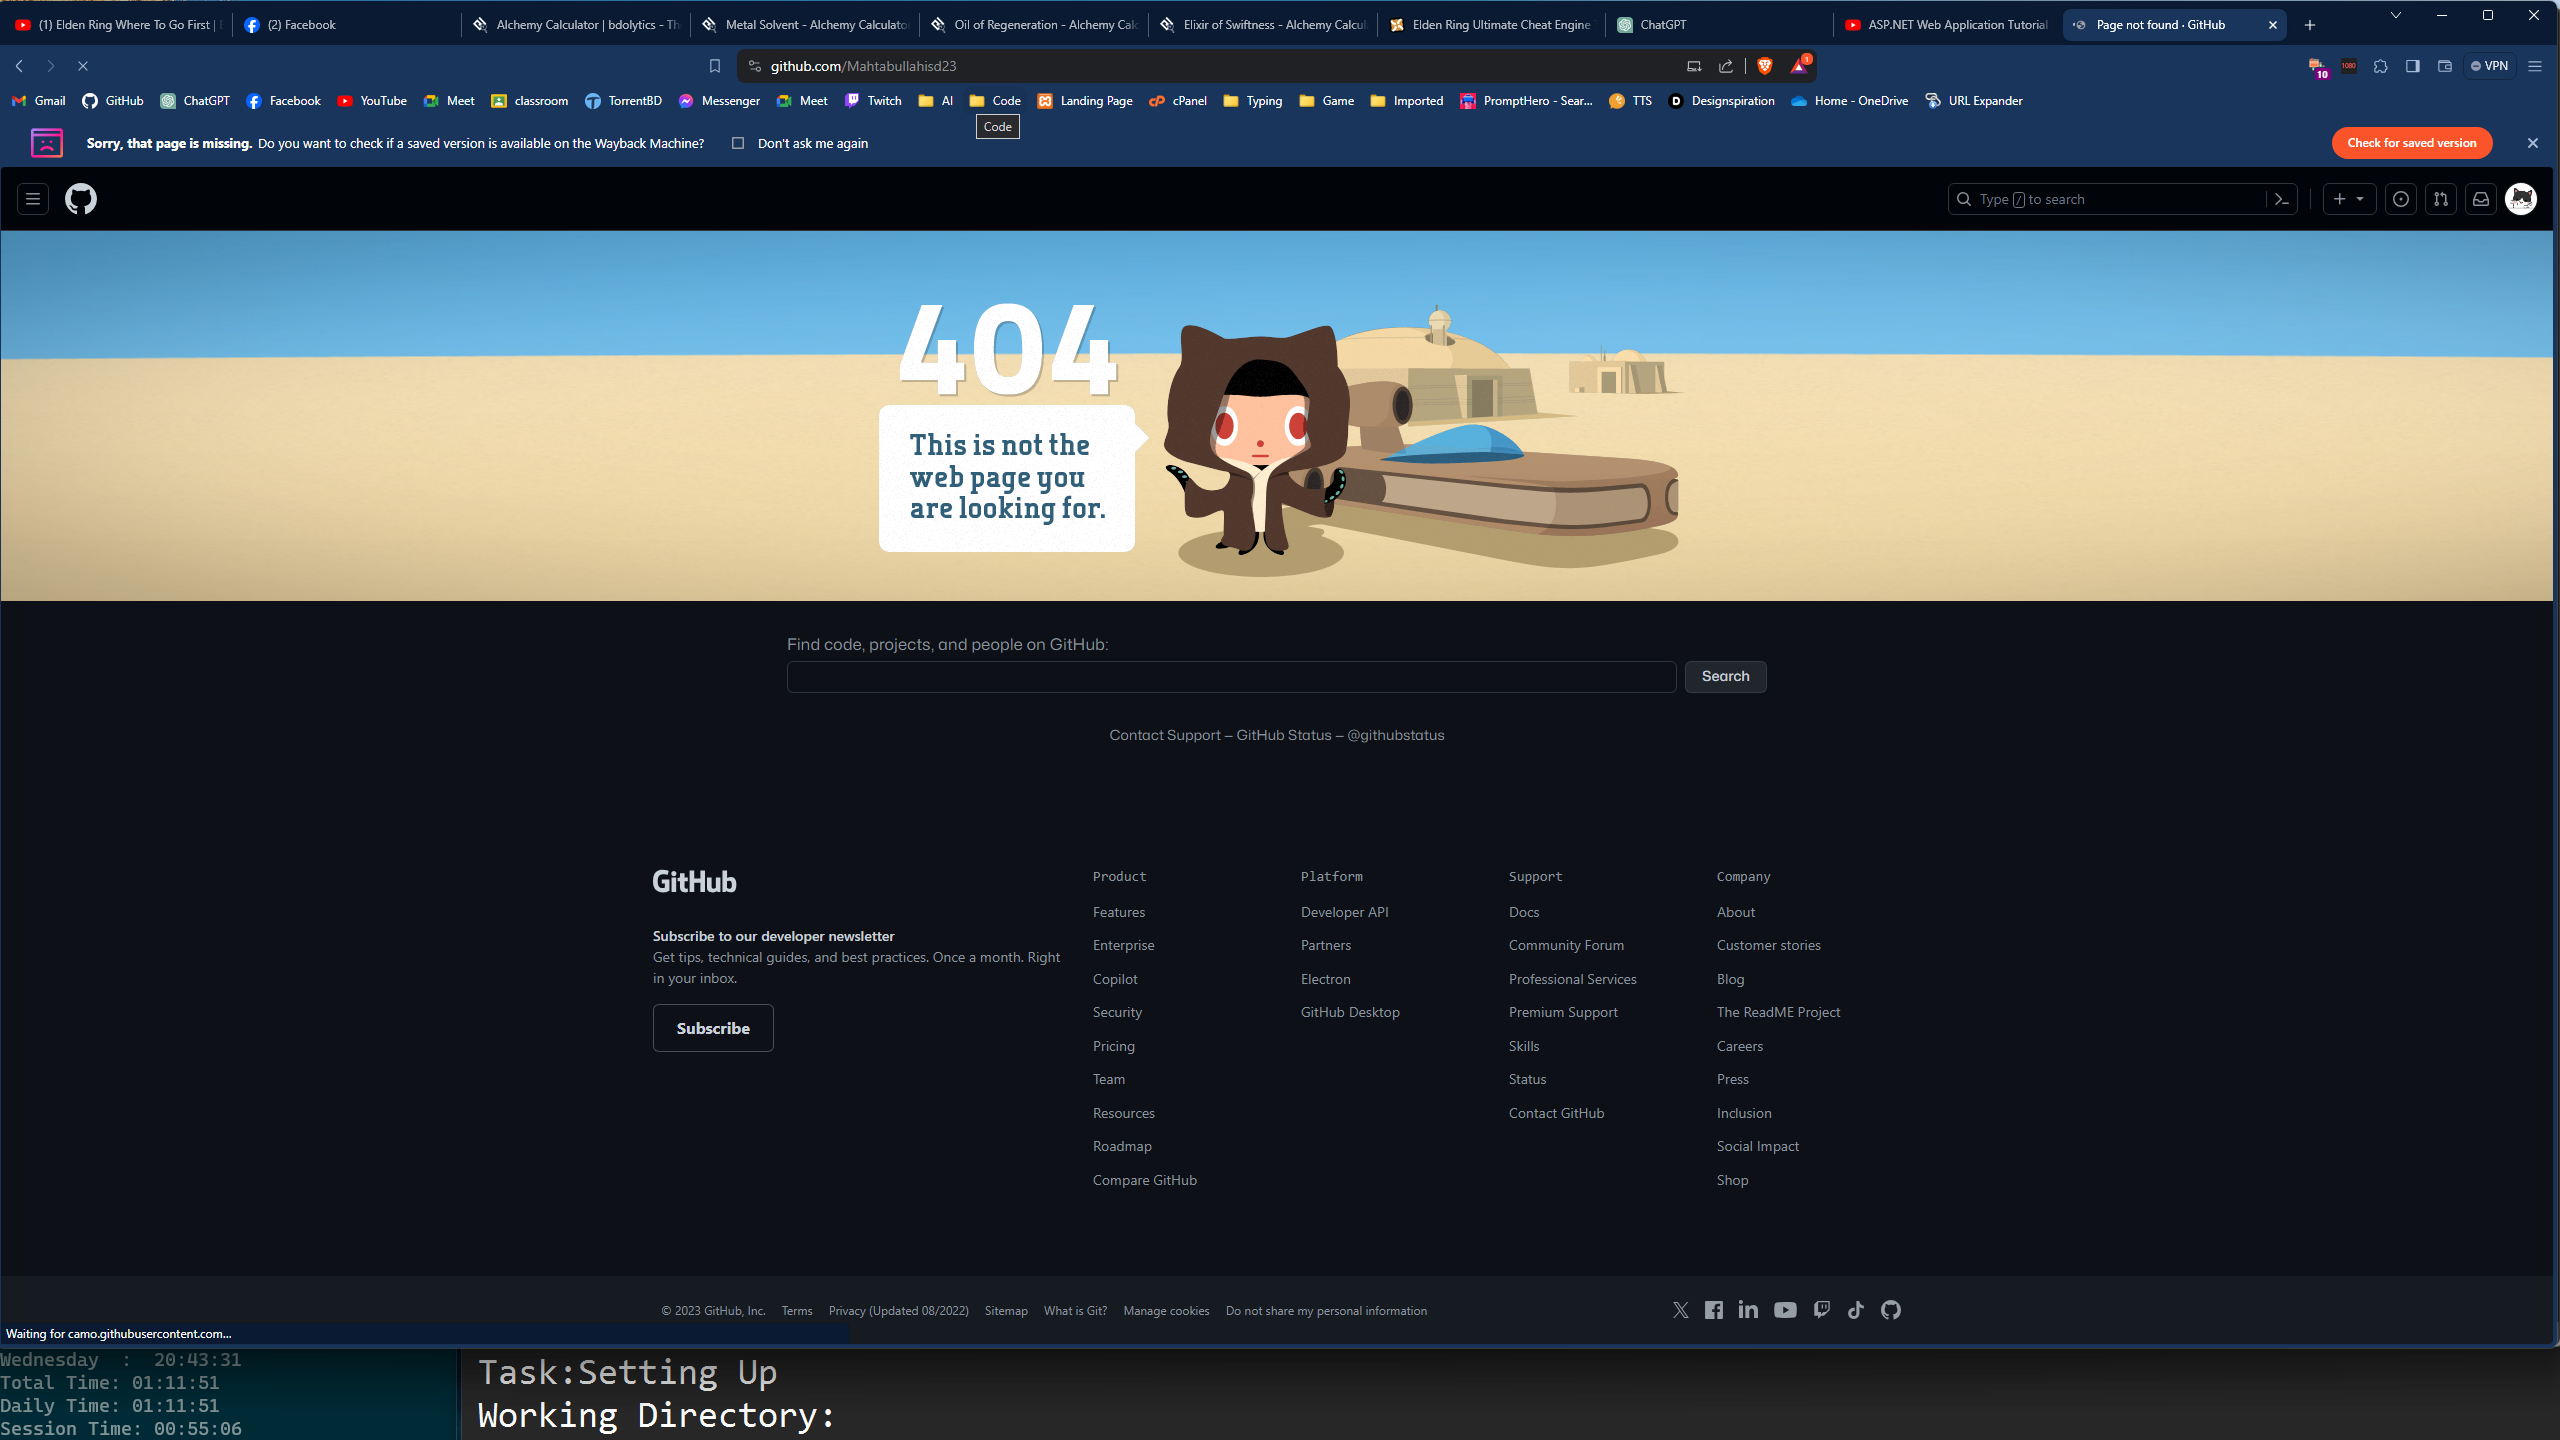 (1) Elden Ring Where To Go First |
(2) Facebook
Alchemy Calculator | bdolytics - Th
Metal Solvent - Alchemy Calculato
Oil of Regeneration - Alchemy Calc
Elixir of Swiftness - Alchemy Calcul
Elden Ring Ultimate Cheat Engine
ChatGPT
ASP.NET Web Application Tutorial
Page not found · GitHub
github.com/Mahtabullahisd23
1
10
1080
VPN
Gmail
GitHub
ChatGPT
Facebook
YouTube
Meet
classroom
TorrentBD
Messenger
Meet
Twitch
AI
Code
Landing Page
cPanel
Typing
Game
Imported
PromptHero - Sear...
TTS
Designspiration
Home - OneDrive
URL Expander
Code
Sorry, that page is missing. Do you want to check if a saved version is available on the Wayback Machine?
Don't ask me again
Check for saved version
Type / to search
404
This is not the
web page you
are looking for.
Find code, projects, and people on GitHub:
Search
Contact Support — GitHub Status — @githubstatus
GitHub
Subscribe to our developer newsletter
Get tips, technical guides, and best practices. Once a month. Right
in your inbox.
Subscribe
Product
Features
Enterprise
Copilot
Security
Pricing
Team
Resources
Roadmap
Compare GitHub
Platform
Developer API
Partners
Electron
GitHub Desktop
Support
Docs
Community Forum
Professional Services
Premium Support
Skills
Status
Contact GitHub
Company
About
Customer stories
Blog
The ReadME Project
Careers
Press
Inclusion
Social Impact
Shop
© 2023 GitHub, Inc.
Terms
Privacy (Updated 08/2022)
Sitemap
What is Git?
Manage cookies
Do not share my personal information
Waiting for camo.githubusercontent.com...
Wednesday : 20:43:31
Total Time: 01:11:51
Daily Time: 01:11:51
Session Time: 00:55:06
Task:Setting Up
Working Directory: